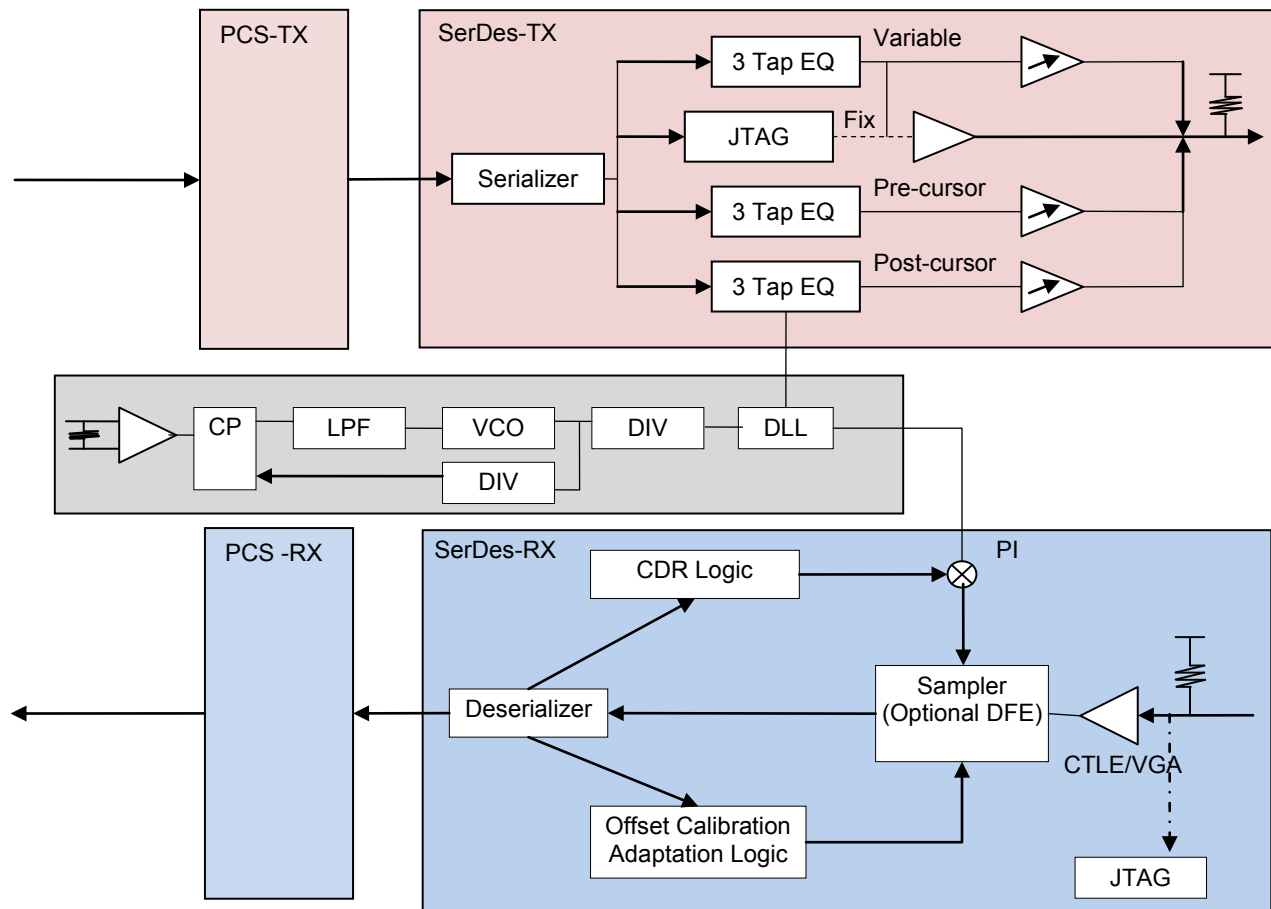 PCS-TX
SerDes-TX
Variable
3 Tap EQ
Fix
JTAG
Serializer
Pre-cursor
3 Tap EQ
Post-cursor
3 Tap EQ
CP
LPF
VCO
DIV
DLL
DIV
PCS -RX
SerDes-RX
PI
CDR Logic
Sampler
(Optional DFE)
Deserializer
CTLE/VGA
Offset Calibration
Adaptation Logic
JTAG